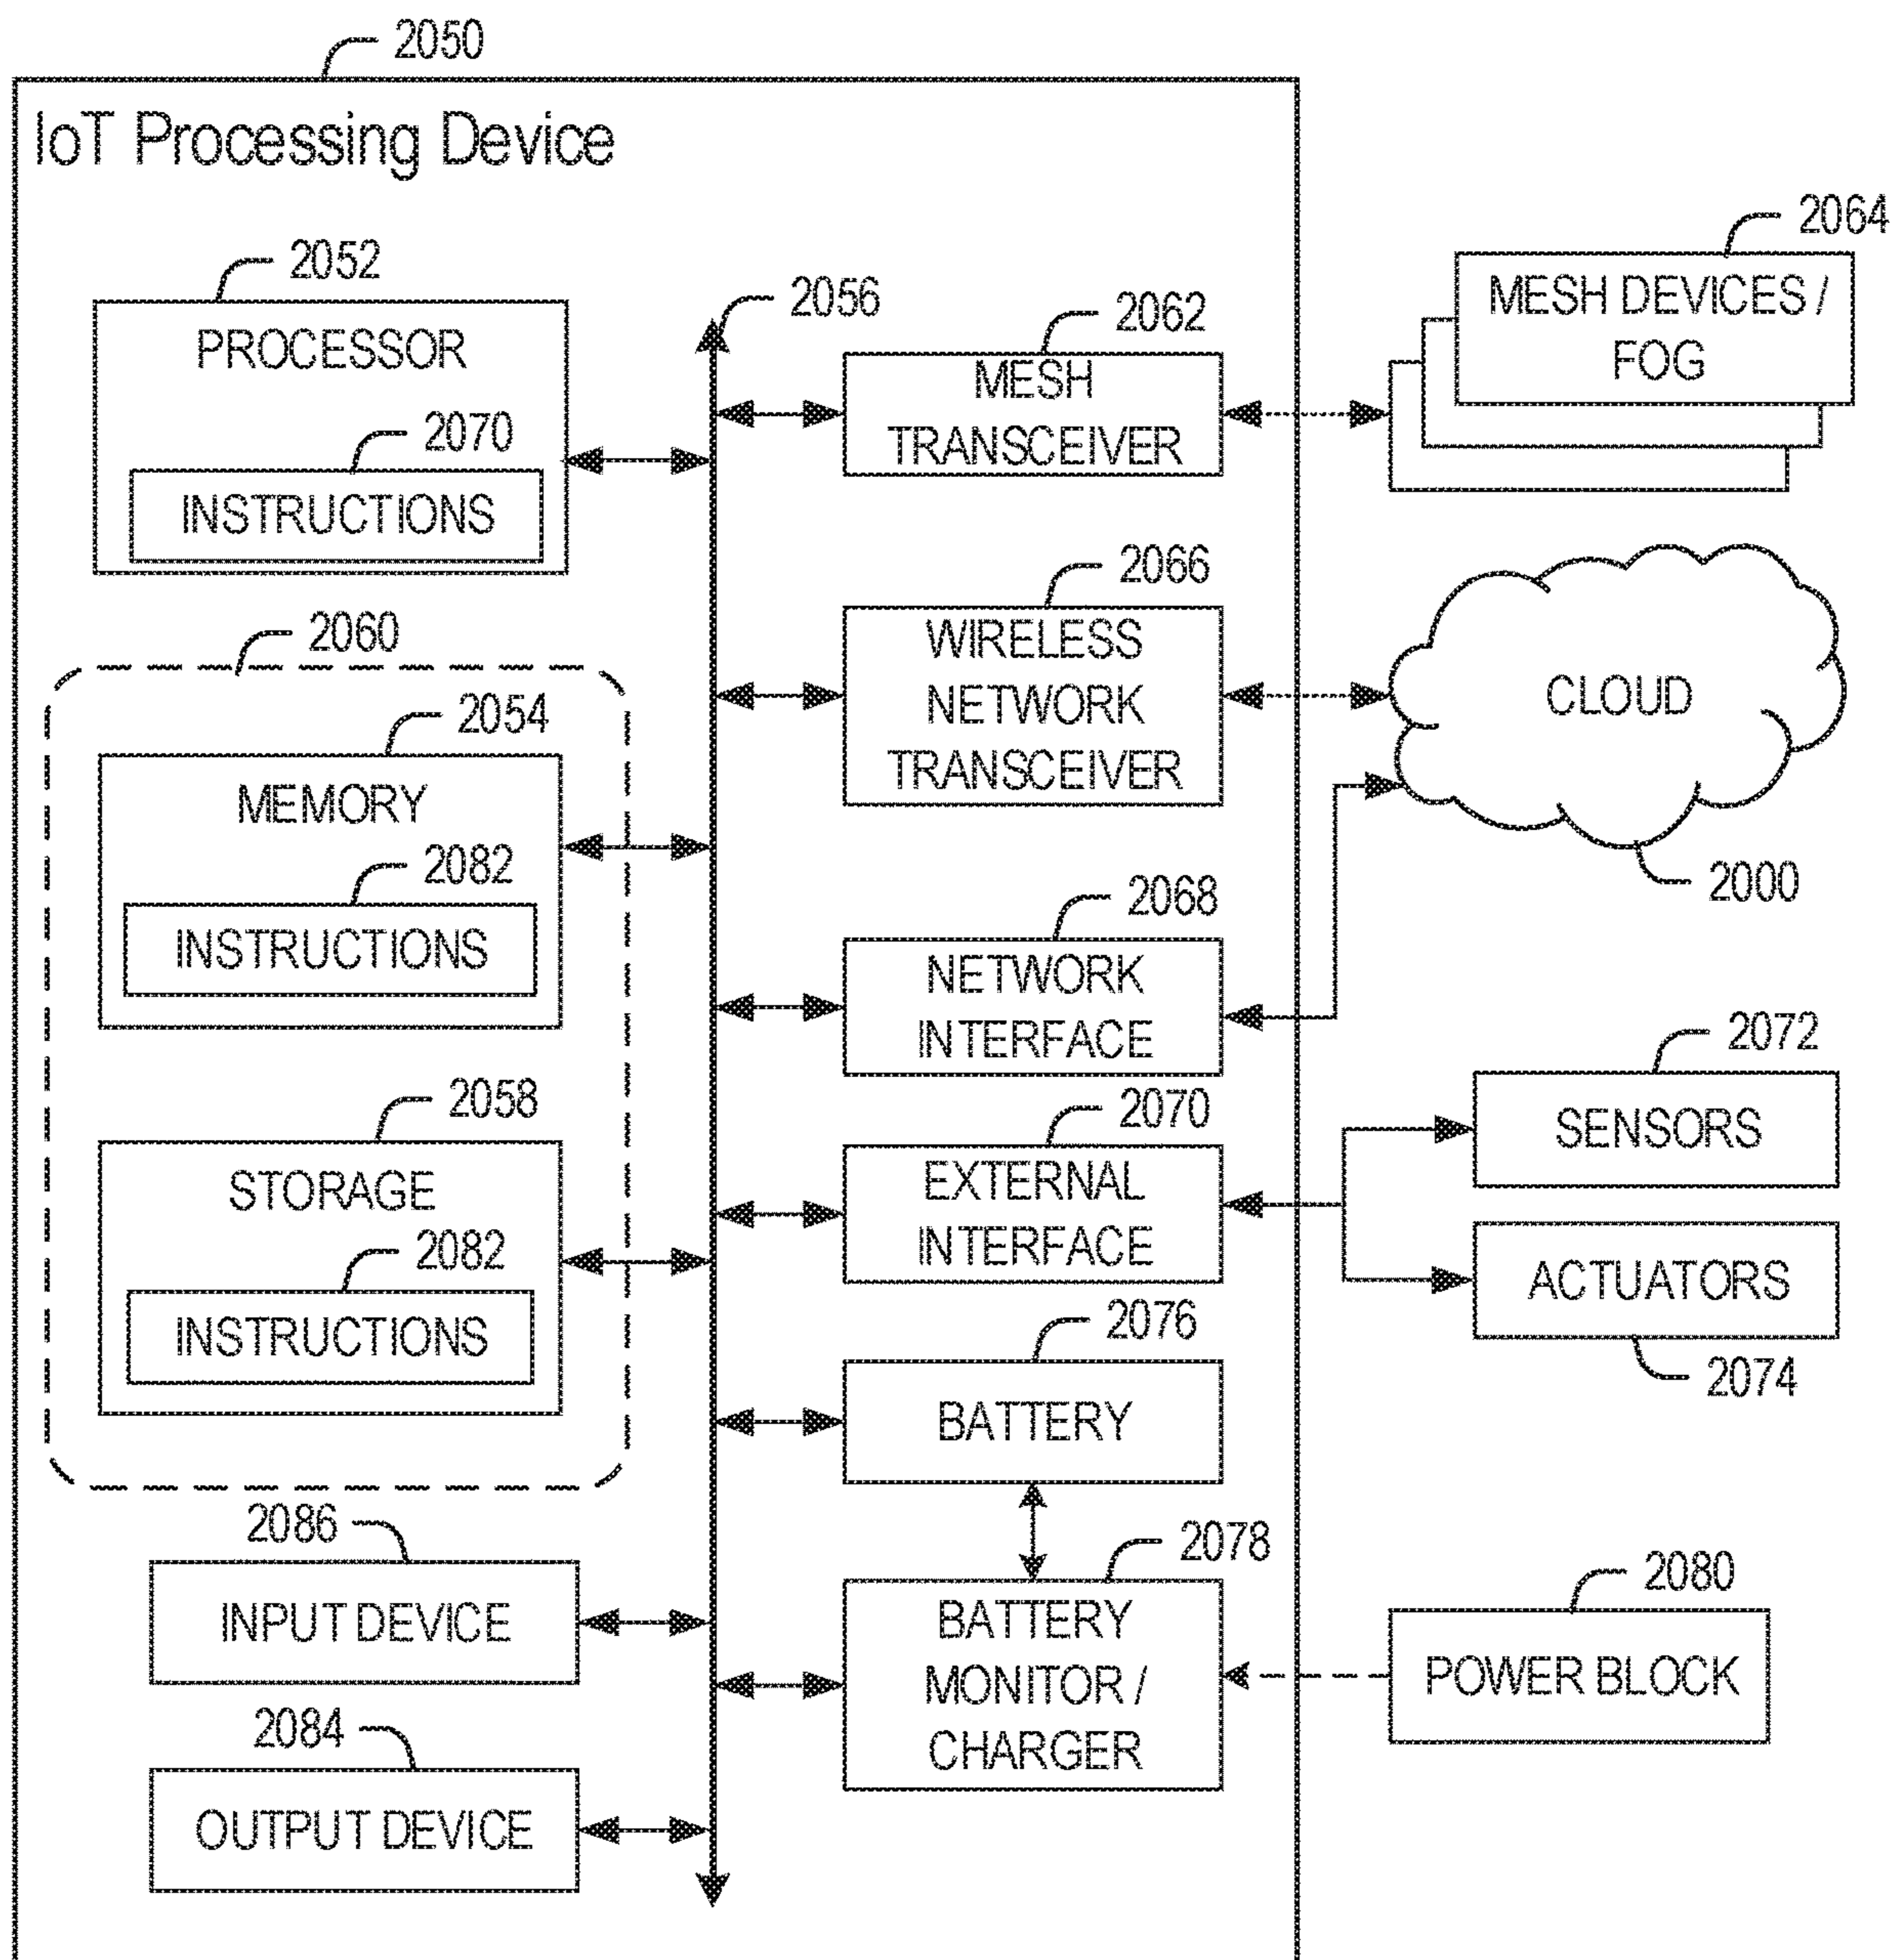 2050
IoT Processing Device
2052
PROCESSOR
2070
INSTRUCTIONS
2060
2054
MEMORY
2082
INSTRUCTIONS
2058
STORAGE
2082
INSTRUCTIONS
2086
INPUT DEVICE
2084
OUTPUT DEVICE
2056
2062
MESH
TRANSCEIVER
2066
WIRELESS
NETWORK
TRANSCEIVER
2068
NETWORK
INTERFACE
2070
EXTERNAL
INTERFACE
2076
BATTERY
2078
BATTERY
MONITOR /
CHARGER
2064
MESH DEVICES /
FOG
CLOUD
2000
2072
SENSORS
ACTUATORS
2074
2080
POWER BLOCK